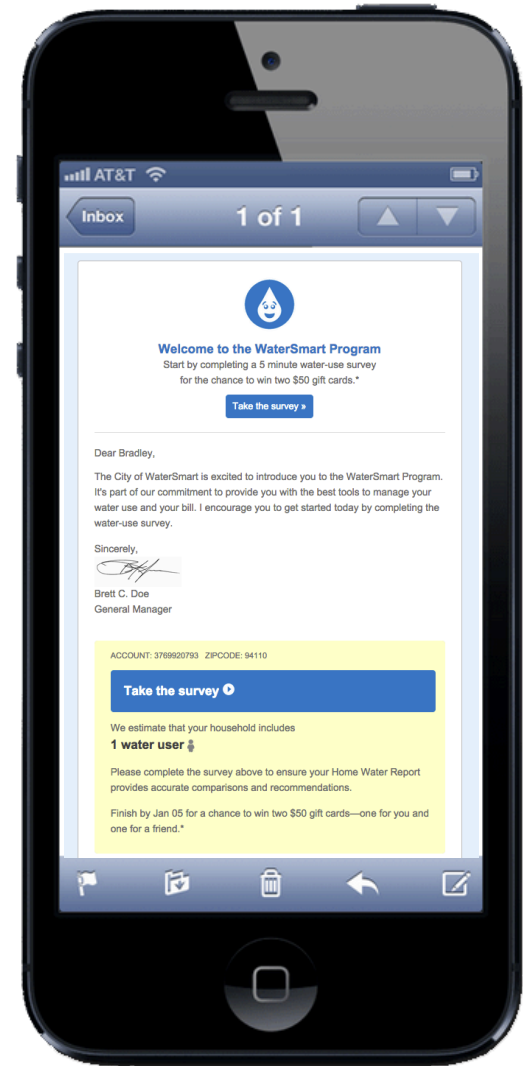 AT&T
Inbox
1 of 1
Welcome to the WaterSmart Program
Start by completing a 5 minute water-use survey
for the chance to win two $50 gift cards.*
Take the survey »
Dear Bradley,
The City of WaterSmart is excited to introduce you to the WaterSmart Program.
It's part of our commitment to provide you with the best tools to manage your
water use and your bill. I encourage you to get started today by completing the
water-use survey.
Sincerely,
Brett C. Doe
General Manager
ACCOUNT: 3769920793 ZIPCODE: 94110
Take the survey
We estimate that your household includes
1 water user
Please complete the survey above to ensure your Home Water Report
provides accurate comparisons and recommendations.
Finish by Jan 05 for a chance to win two $50 gift cards—one for you and
one for a friend.*